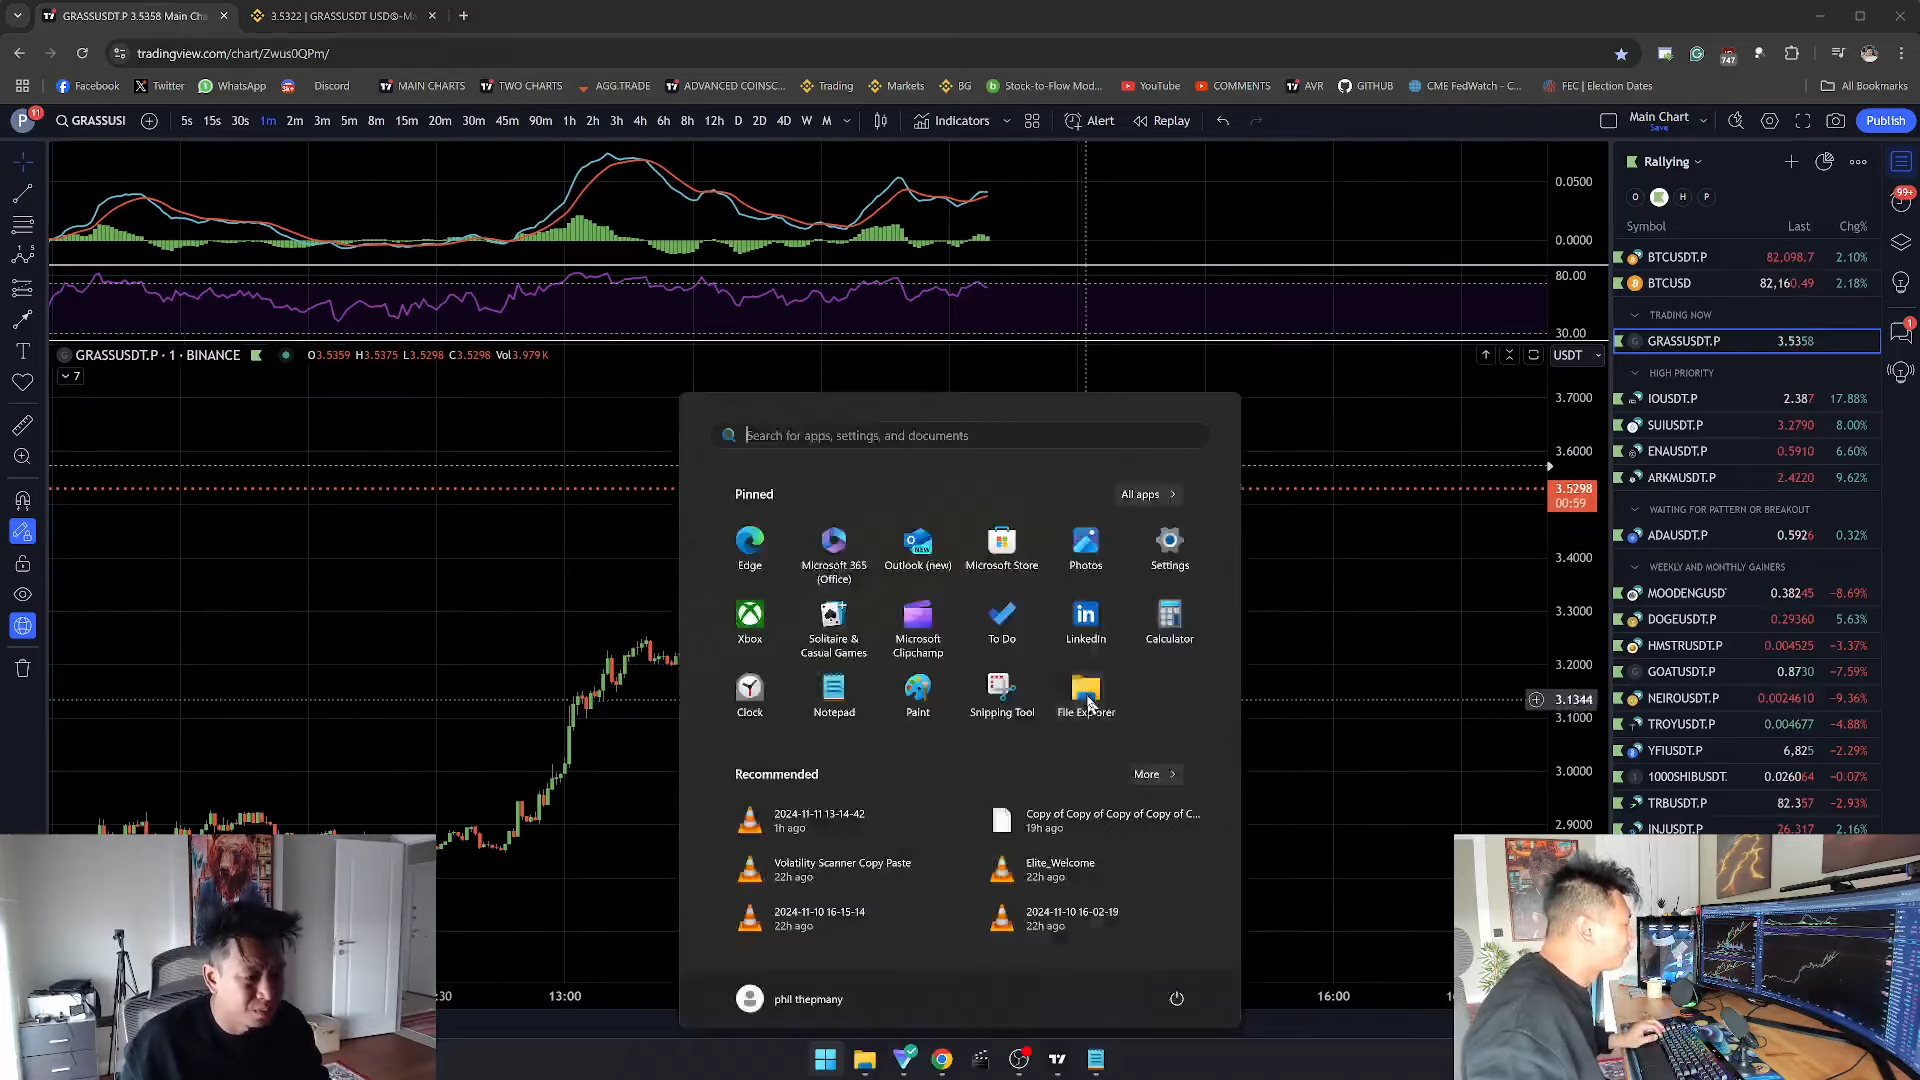 GRASSUSDT.P 3.5358 Main Cha
3.5322 | GRASSUSDT USDⓈ-Ma
tradingview.com/chart/Zwus0QPm/
747
Facebook
Twitter
WhatsApp
3k+
Discord
MAIN CHARTS
TWO CHARTS
AGG.TRADE
ADVANCED COINSC...
Trading
Markets
BG
Stock-to-Flow Mod...
YouTube
COMMENTS
AVR
GITHUB
CME FedWatch - C...
FEC | Election Dates
All Bookmarks
P
11
GRASSUSI
5s 15s 30s 1m 2m 3m 5m 8m 15m 20m 30m 45m 90m 1h 2h 3h 4h 6h 8h 12h D 2D 4D W M
Indicators
Alert
Replay
Main Chart
Save
Publish
Rallying
O
H
P
99+
1
Symbol Last Chg%
BTCUSDT.P 82,098.7 2.10%
BTCUSD 82,160.49 2.18%
TRADING NOW
GRASSUSDT.P 3.5358
HIGH PRIORITY
IOUSDT.P 2.387 17.88%
SUIUSDT.P 3.2790 8.00%
ENAUSDT.P 0.5910 6.60%
ARKMUSDT.P 2.4220 9.62%
WAITING FOR PATTERN OR BREAKOUT
ADAUSDT.P 0.5926 0.32%
WEEKLY AND MONTHLY GAINERS
MOODENGUSDT 0.38245 −8.69%
DOGEUSDT.P 0.29360 5.63%
HMSTRUSDT.P 0.004525 −3.37%
GOATUSDT.P 0.8730 −7.59%
NEIROUSDT.P 0.0024610 −9.36%
TROYUSDT.P 0.004677 −4.88%
YFIUSDT.P 6,825 −2.29%
1000SHIBUSDT. 0.026064 −0.07%
TRBUSDT.P 82.357 −2.93%
INJUSDT.P 26.317 2.16%
0.0500
0.0000
80.00
30.00
GRASSUSDT.P · 1 · BINANCE
O3.5359 H3.5375 L3.5298 C3.5298 Vol3.979 K
7
USDT
3.7000
3.6000
3.5298
00:59
3.4000
3.3000
3.2000
3.1344
3.1000
3.0000
2.9000
:30
13:00
16:00
Search for apps, settings, and documents
Pinned
All apps
Edge
Microsoft 365
(Office)
Outlook (new)
Microsoft Store
Photos
Settings
Xbox
Solitaire &
Casual Games
Microsoft
Clipchamp
To Do
LinkedIn
Calculator
Clock
Notepad
Paint
Snipping Tool
File Explorer
Recommended
More
2024-11-11 13-14-42
1h ago
Copy of Copy of Copy of Copy of C...
19h ago
Volatility Scanner Copy Paste
22h ago
Elite_Welcome
22h ago
2024-11-10 16-15-14
22h ago
2024-11-10 16-02-19
22h ago
phil thepmany